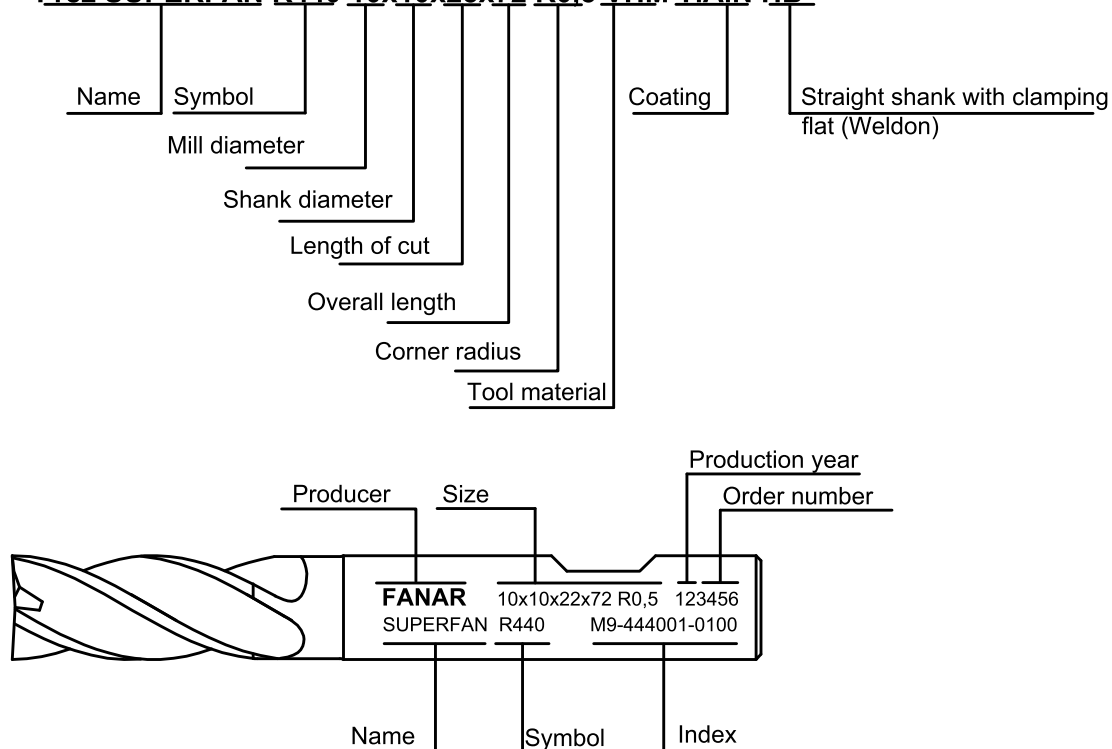 Name Symbol Coating Straight shank with clamping
flat (Weldon)
Mill diameter
Shank diameter
Length of cut
Overall length
Corner radius
Tool material
Production year
Producer Size Order number
FANAR 10x10x22x72 R0,5 123456
SUPERFAN R440 M9-444001-0100
Name Symbol Index